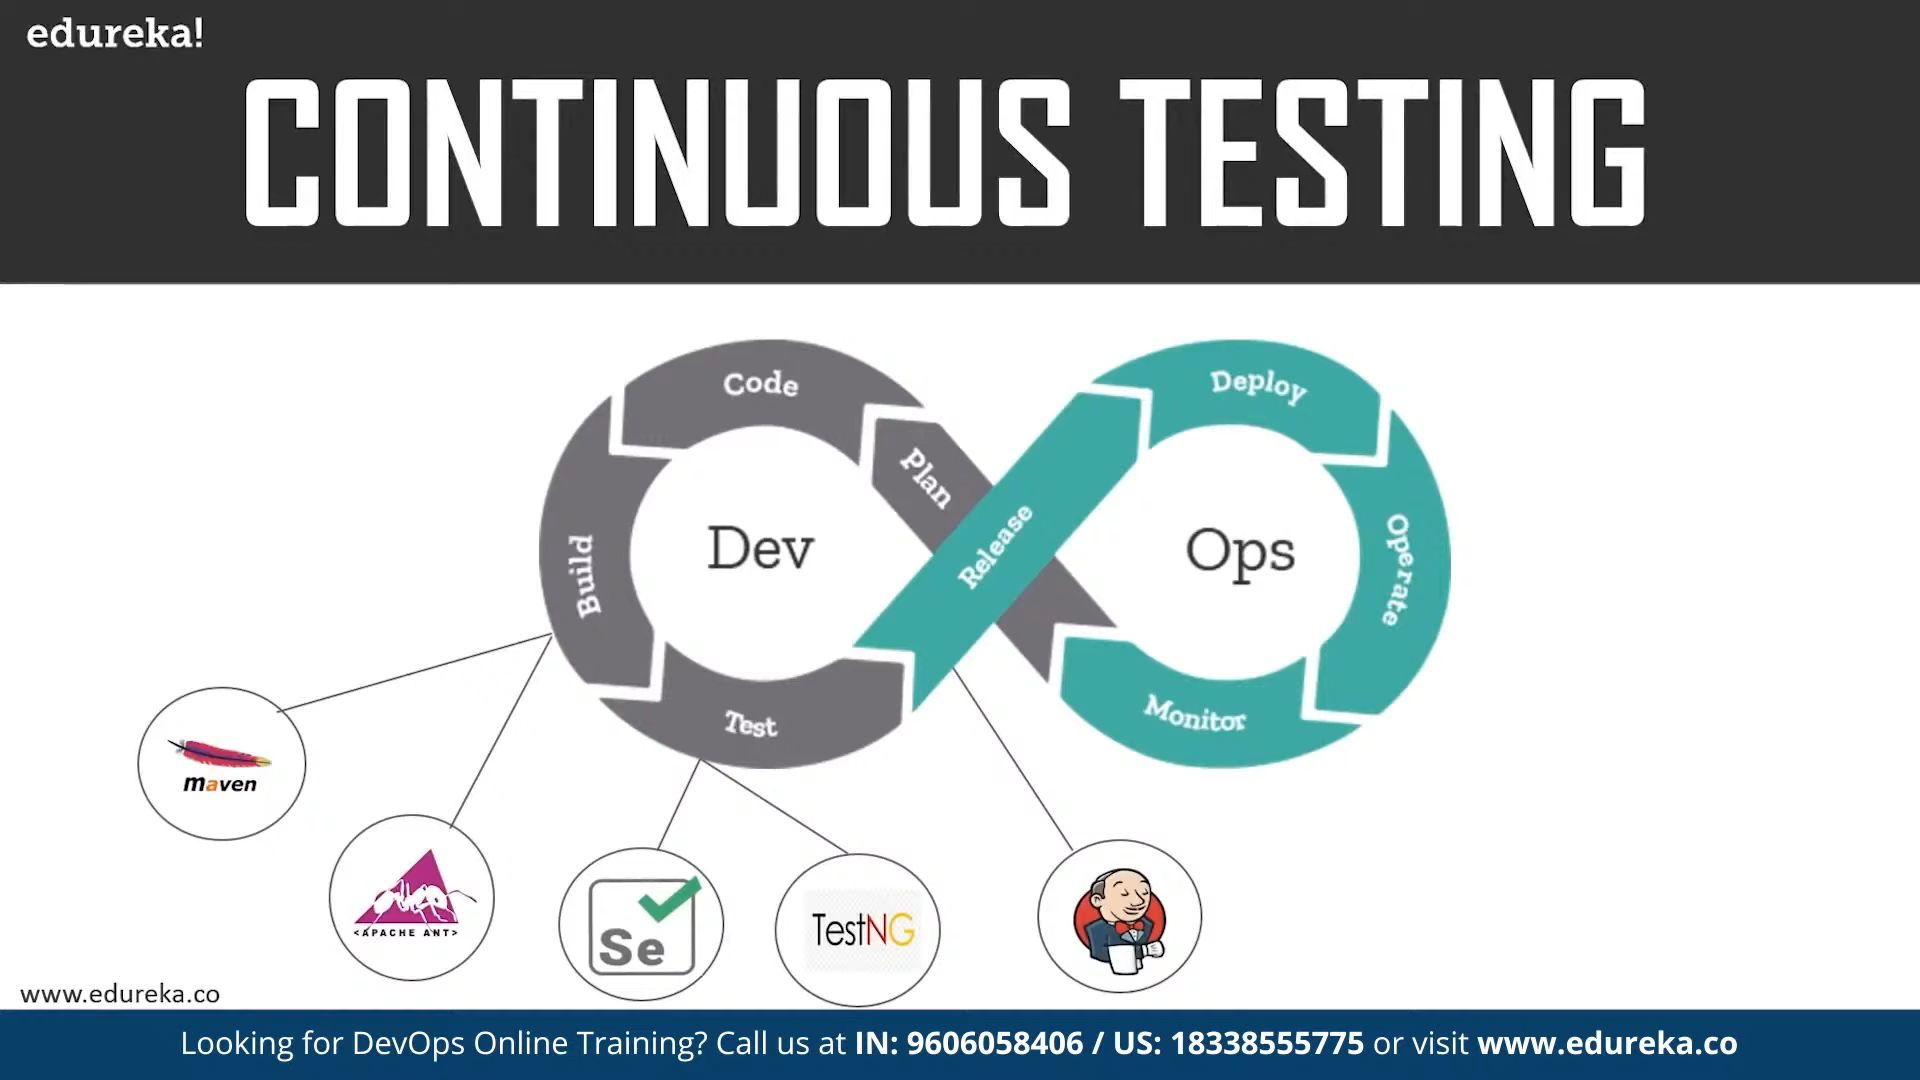 edureka!
CONTINUOUS TESTING
Code
Deploy
Plan
Release
Dev
Ops
Build
Operate
Test
Monitor
maven
<APACHE ANT>
Se
TestNG
www.edureka.co
Looking for DevOps Online Training? Call us at IN: 9606058406 / US: 18338555775 or visit www.edureka.co